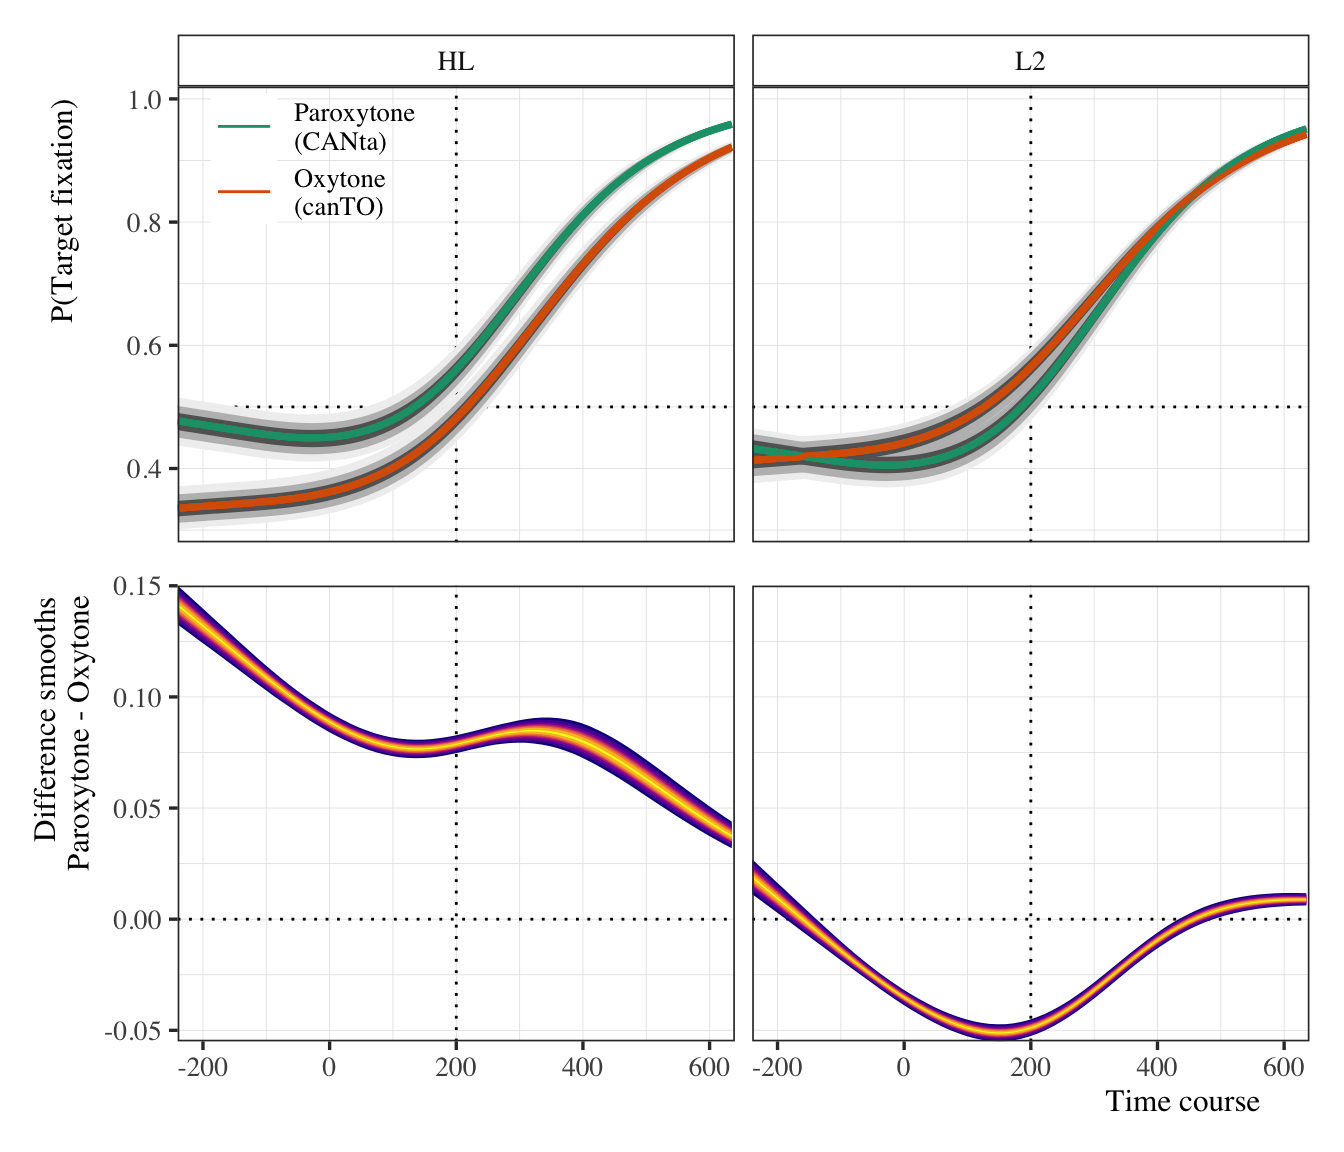 HL
L2
P(Target fixation)
1.0
0.8
0.6
0.4
Paroxytone
(CANta)
Oxytone
(canTO)
Difference smooths
Paroxytone - Oxytone
0.15
0.10
0.05
0.00
-0.05
-200 0 200 400 600
-200 0 200 400 600
Time course